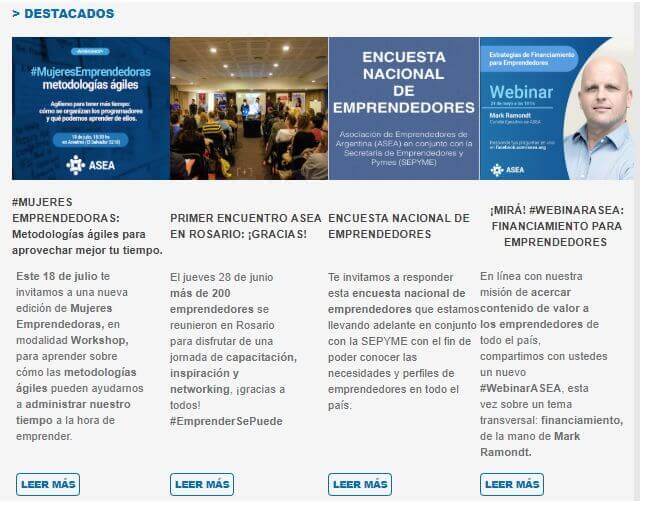 > DESTACADOS
#MujeresEmprendedoras
metodologías ágiles
Agilizarse para tener más tiempo:
cómo se organizan los programadores
y qué podemos aprender de ellos.
ASEA
ENCUESTA
NACIONAL
DE
EMPRENDEDORES
Asociación de Emprendedores de
Argentina (ASEA) en conjunto con la
Secretaría de Emprendedores y
Pymes (SEPYME)
Estrategias de Financiamiento
para Emprendedores
Webinar
Mark Ramondt
ASEA
#MUJERES
EMPRENDEDORAS:
Metodologías ágiles para
aprovechar mejor tu tiempo.
Este 18 de julio te
invitamos a una nueva
edición de Mujeres
Emprendedoras, en
modalidad Workshop,
para aprender sobre
cómo las metodologías
ágiles pueden ayudarnos
a administrar nuestro
tiempo a la hora de
emprender.
LEER MÁS
PRIMER ENCUENTRO ASEA
EN ROSARIO: ¡GRACIAS!
El jueves 28 de junio
más de 200
emprendedores se
reunieron en Rosario
para disfrutar de una
jornada de capacitación,
inspiración y
networking, ¡gracias a
todos!
#EmprenderSePuede
LEER MÁS
ENCUESTA NACIONAL DE
EMPRENDEDORES
Te invitamos a responder
esta encuesta nacional de
emprendedores que estamos
llevando adelante en conjunto
con la SEPYME con el fin de
poder conocer las
necesidades y perfiles de
emprendedores en todo el
país.
LEER MÁS
¡MIRÁ! #WEBINARASEA:
FINANCIAMIENTO PARA
EMPRENDEDORES
En línea con nuestra
misión de acercar
contenido de valor a
los emprendedores de
todo el país,
compartimos con ustedes
un nuevo
#WebinarASEA, esta
vez sobre un tema
transversal: financiamiento,
de la mano de Mark
Ramondt.
LEER MÁS